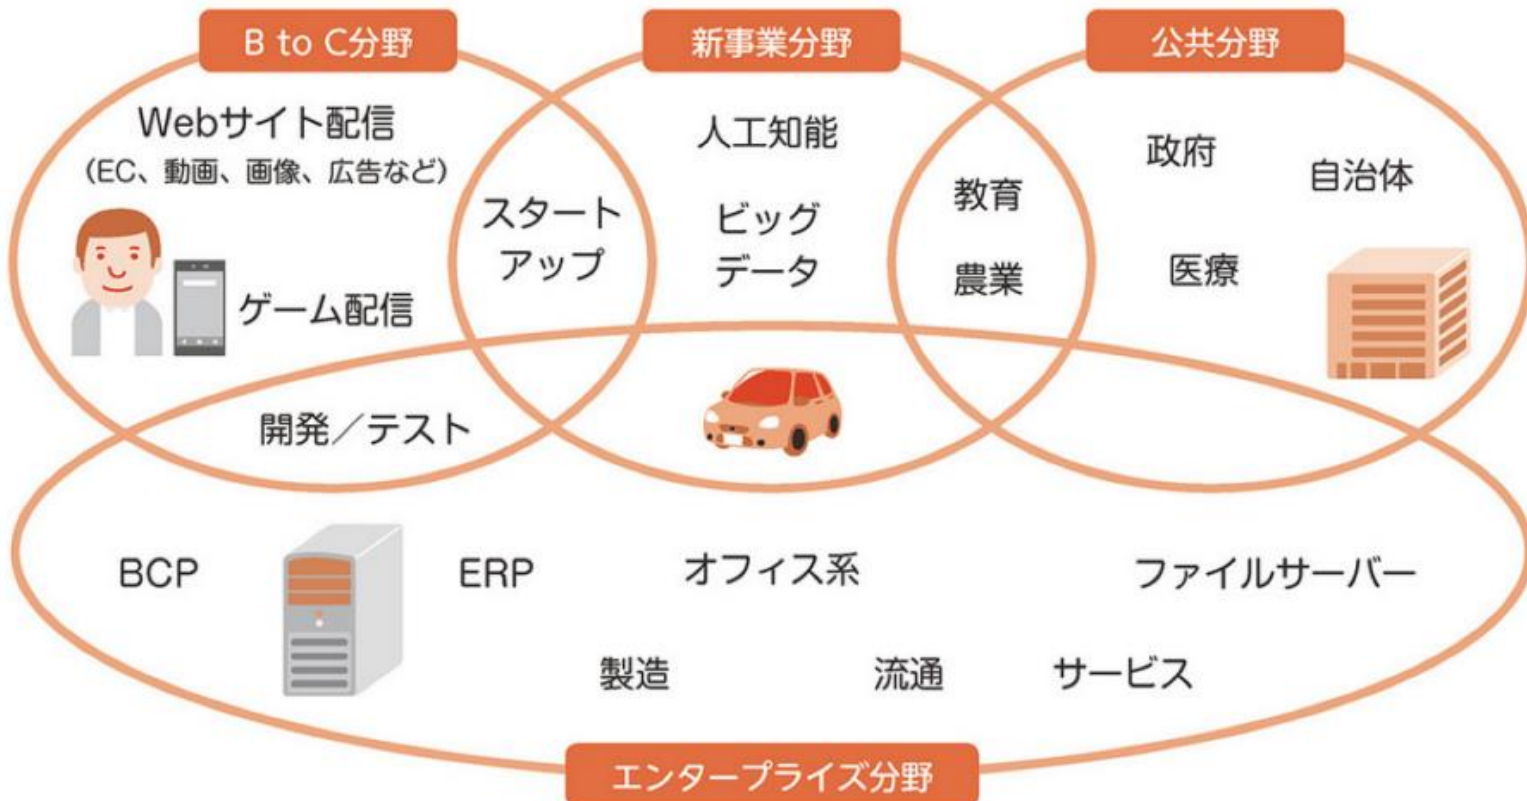 B to C分野
新事業分野
公共分野
Webサイト配信
（EC、動画、画像、広告など）
ゲーム配信
スタート
アップ
人工知能
ビッグ
データ
教育
農業
政府
自治体
医療
開発／テスト
BCP
ERP
オフィス系
ファイルサーバー
製造
流通
サービス
エンタープライズ分野